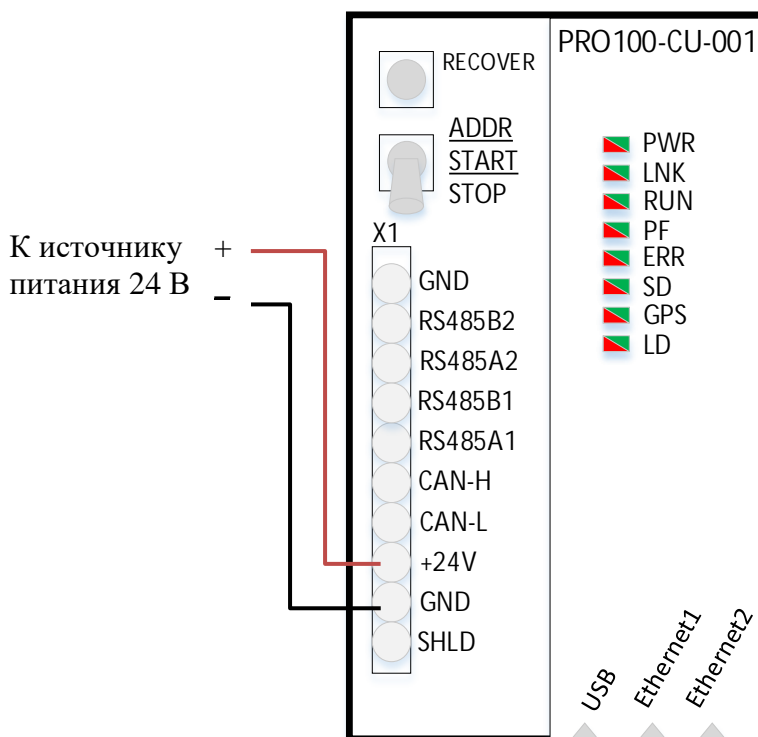 PRO100-CU-001
RECOVER
ADDR
START
STOP
PWR
LNK
RUN
PF
ERR
SD
GPS
LD
К источнику +
питания 24 В -
X1
GND
RS485B2
RS485A2
RS485B1
RS485A1
CAN-H
CAN-L
+24V
GND
SHLD
USB
Ethernet1
Ethernet2